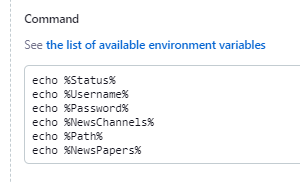 Command
See the list of available environment variables
echo %Status%
echo %Username%
echo %Password%
echo %NewsChannels%
echo %Path%
echo %NewsPapers%